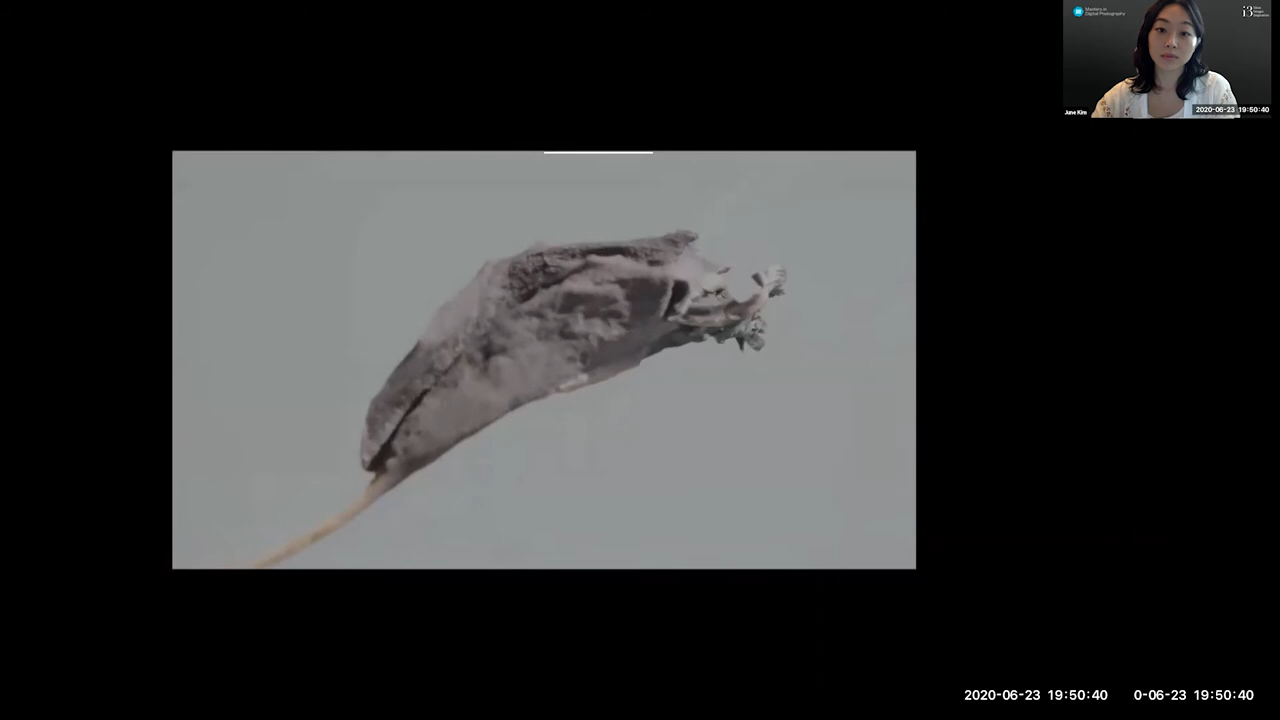 Masters in
Digital Photography
i3
June Kim
2020-06-23 19:50:40
2020-06-23 19:50:40
0-06-23 19:50:40